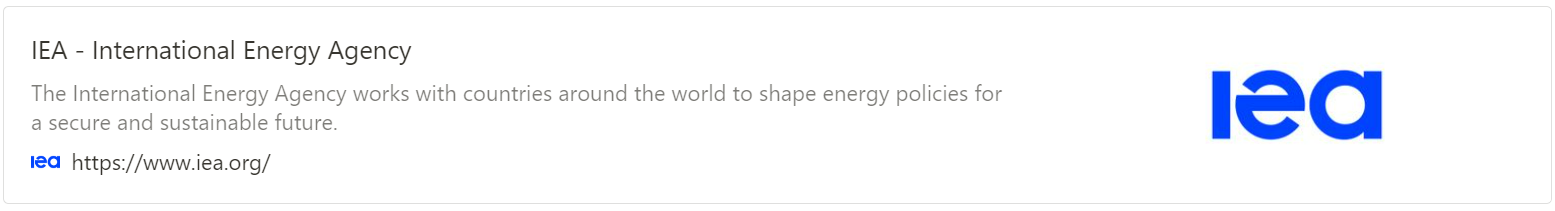 IEA - International Energy Agency
The International Energy Agency works with countries around the world to shape energy policies for
a secure and sustainable future.
iea https://www.iea.org/
iea